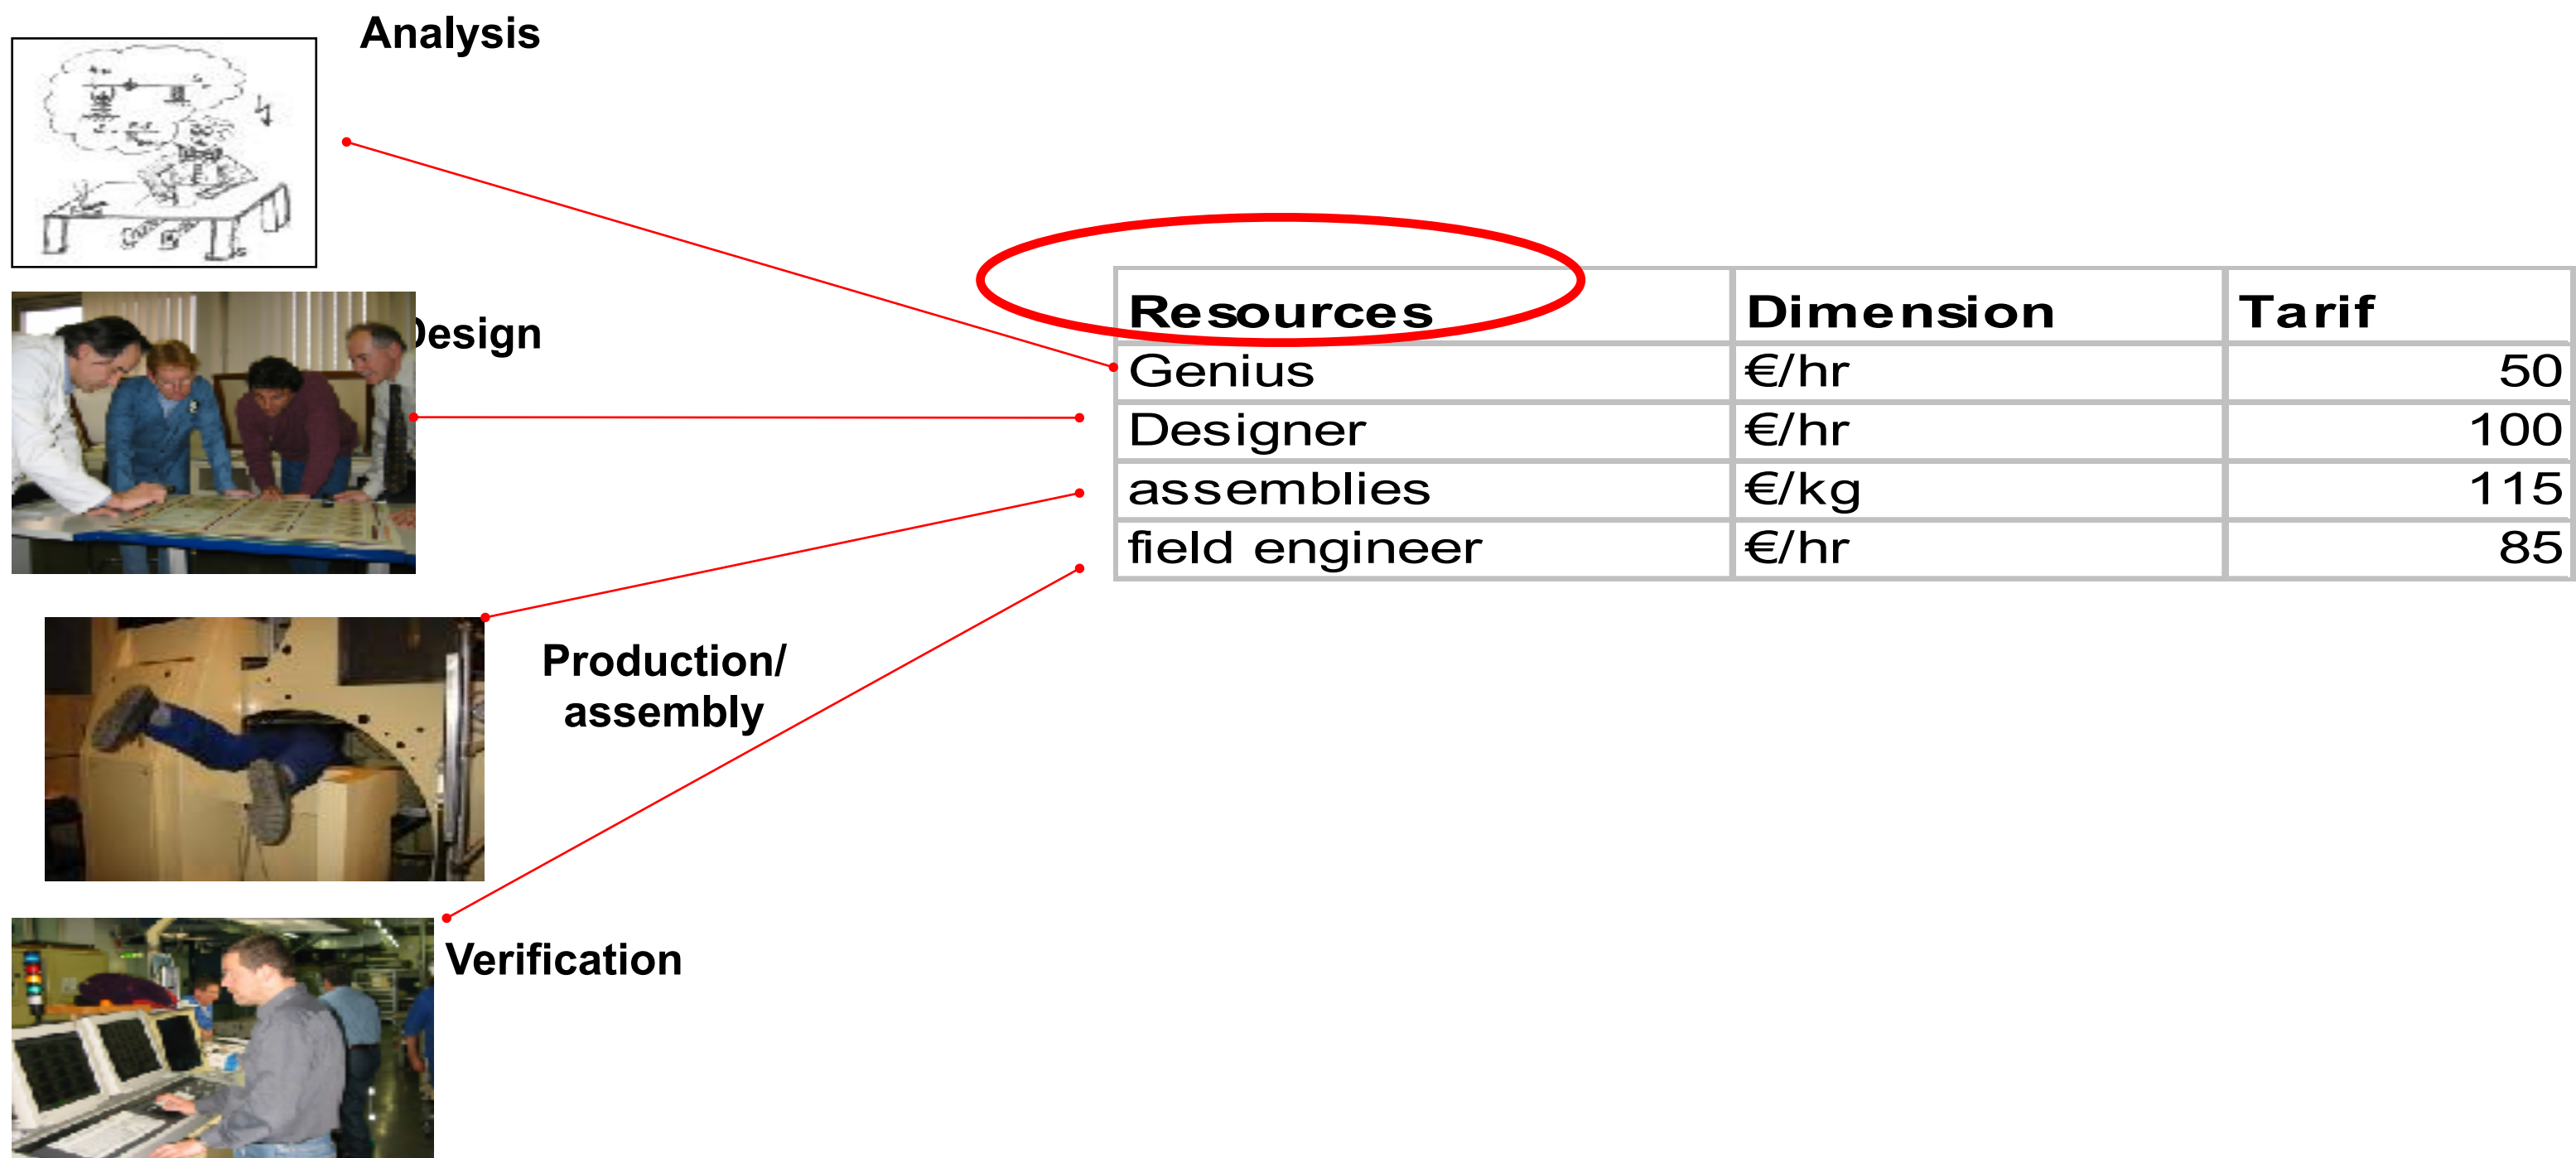 Analysis
Design
Production/
assembly
Verification
Resources Dimension Tarif
Genius €/hr 50
Designer €/hr 100
assemblies €/kg 115
field engineer €/hr 85